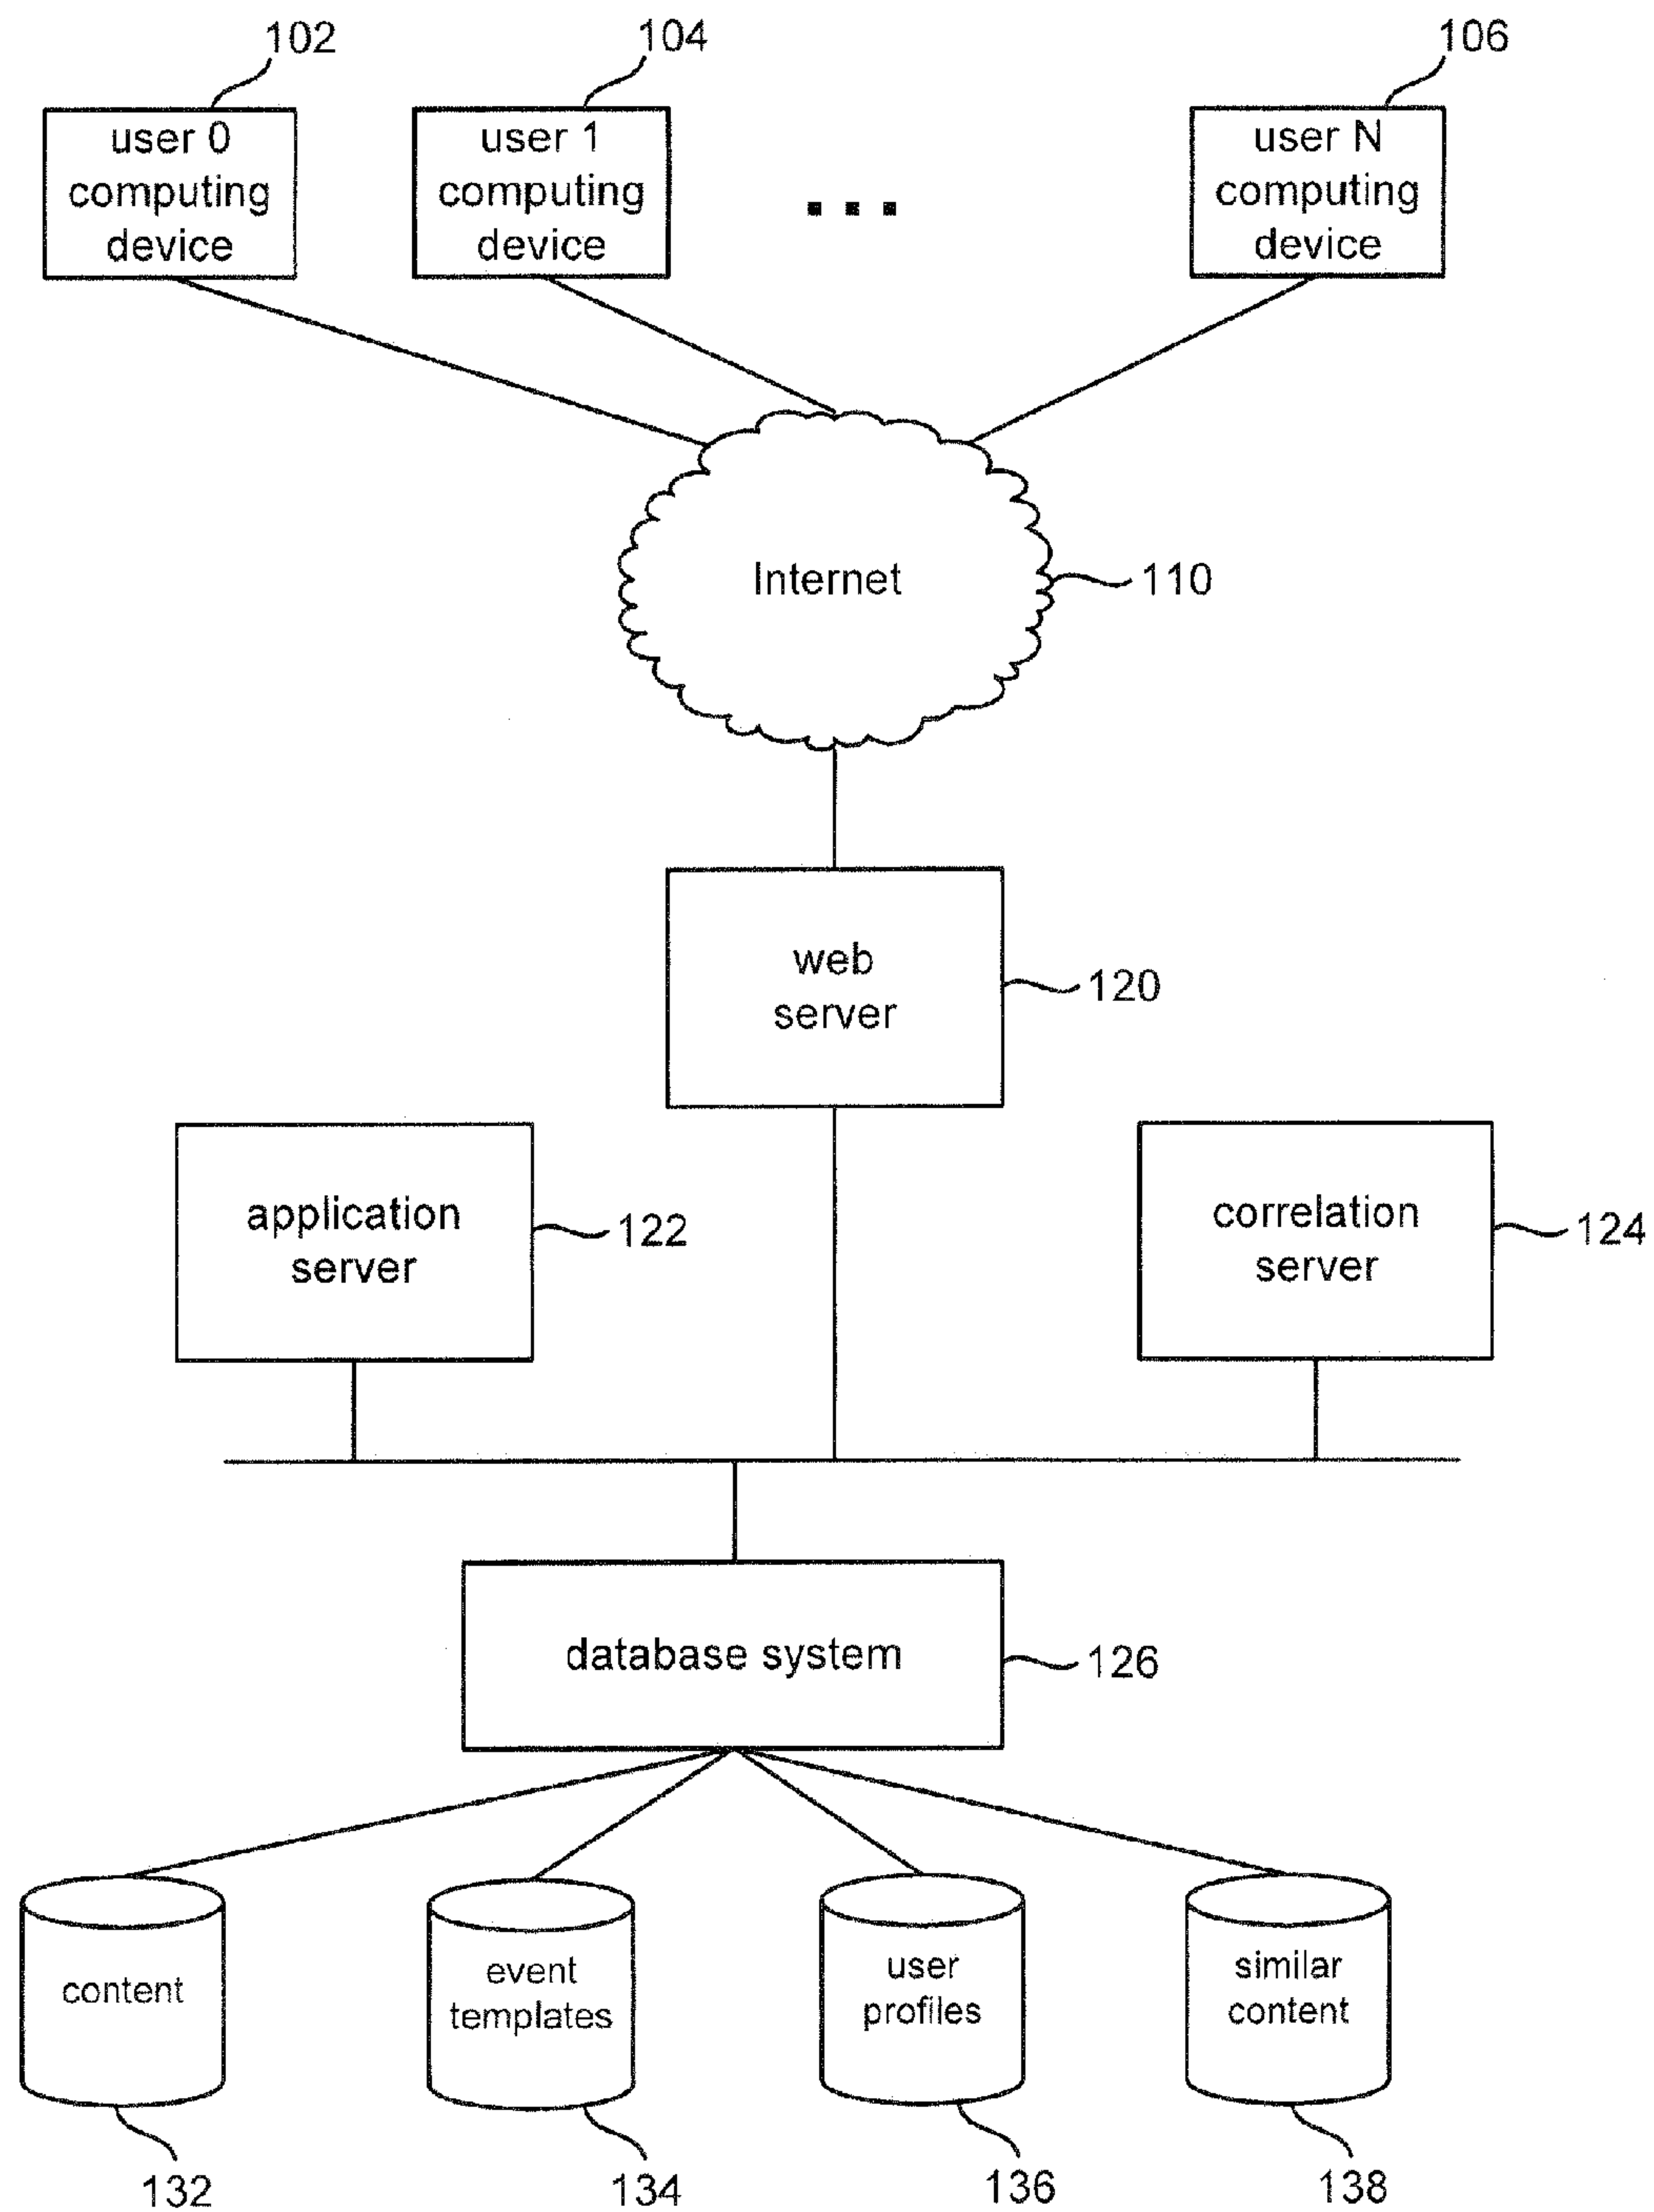 102
104
106
user 0
computing
device
user 1
computing
device
user N
computing
device
Internet
110
web
server
120
application
server
122
correlation
server
124
database system
126
content
event
templates
user
profiles
similar
content
132
134
136
138